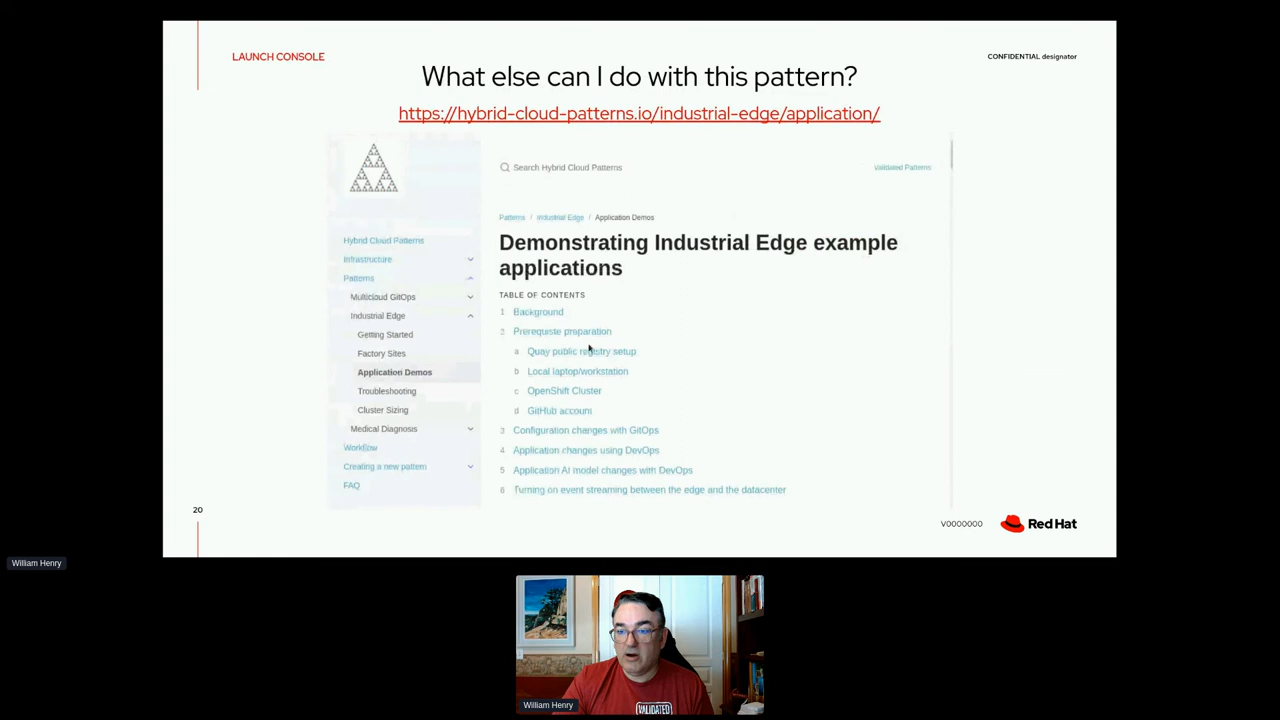 LAUNCH CONSOLE
CONFIDENTIAL designator
What else can I do with this pattern?
https://hybrid-cloud-patterns.io/industrial-edge/application/
Search Hybrid Cloud Patterns
Validated Patterns
Patterns / Industrial Edge / Application Demos
Hybrid Cloud Patterns
Infrastructure
Patterns
Multicloud GitOps
Industrial Edge
Getting Started
Factory Sites
Application Demos
Troubleshooting
Cluster Sizing
Medical Diagnosis
Workflow
Creating a new pattern
FAQ
Demonstrating Industrial Edge example
applications
TABLE OF CONTENTS
1 Background
2 Prerequisite preparation
a Quay public registry setup
b Local laptop/workstation
c OpenShift Cluster
d GitHub account
3 Configuration changes with GitOps
4 Application changes using DevOps
5 Application AI model changes with DevOps
6 Turning on event streaming between the edge and the datacenter
20
V0000000
Red Hat
William Henry
VALIDATED
William Henry